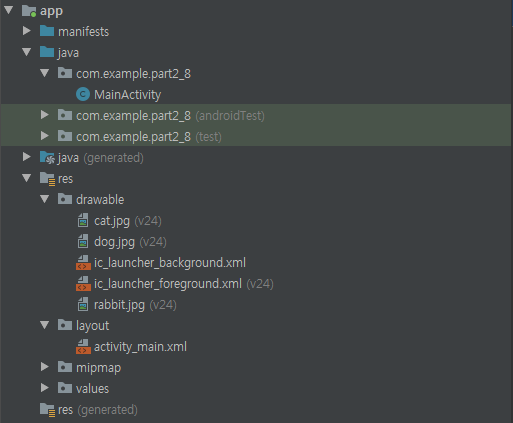 app
manifests
java
com.example.part2_8
MainActivity
com.example.part2_8 (androidTest)
com.example.part2_8 (test)
java (generated)
res
drawable
cat.jpg (v24)
dog.jpg (v24)
ic_launcher_background.xml
ic_launcher_foreground.xml (v24)
rabbit.jpg (v24)
layout
activity_main.xml
mipmap
values
res (generated)